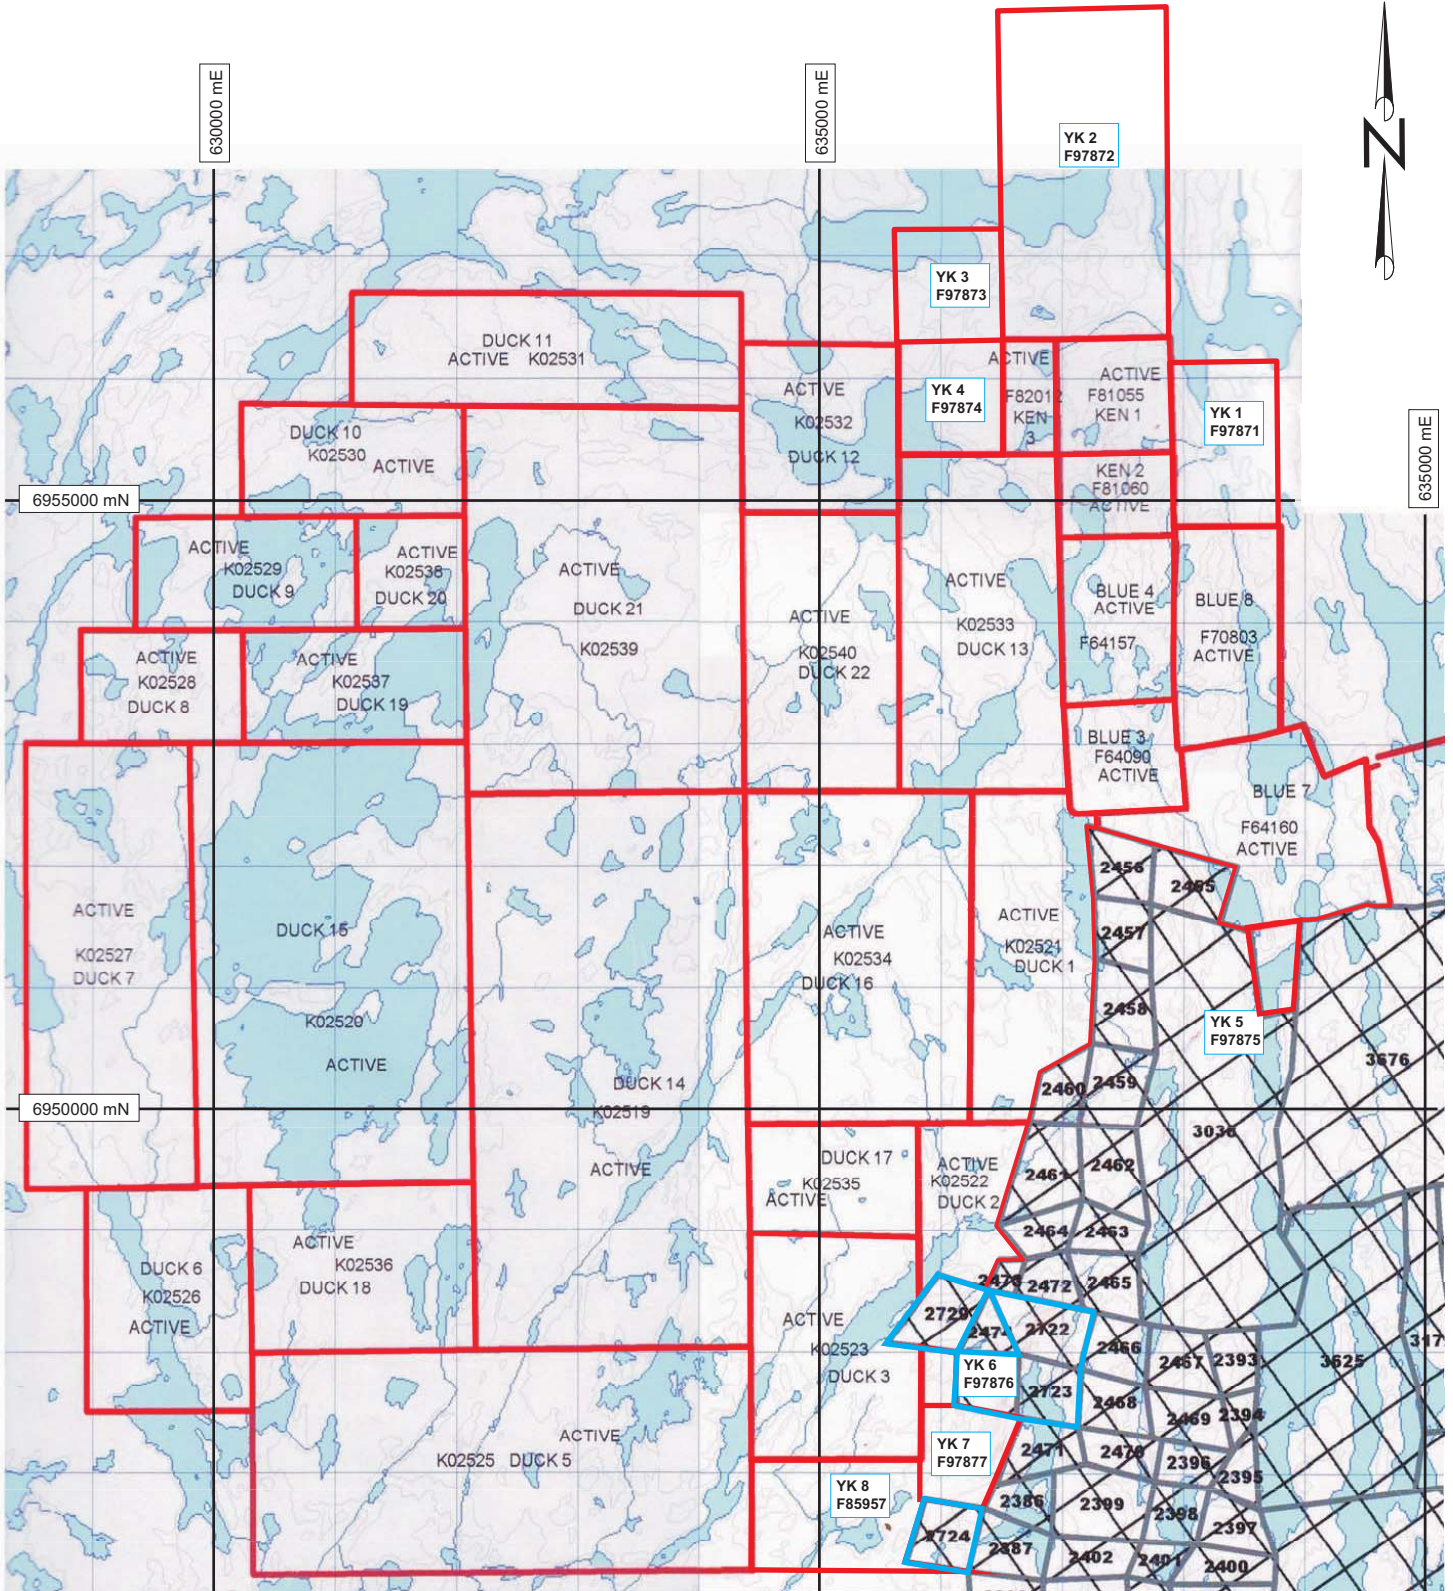 630000 mE
635000 mE
N
YK 2
F97872
YK 3
F97873
DUCK 11
ACTIVE K02531
ACTIVE
K02532
DUCK 12
YK 4
F97874
ACTIVE
F82012
KEN
3
ACTIVE
F81055
KEN 1
YK 1
F97871
635000 mE
DUCK 10
K02530
ACTIVE
KEN 2
F81060
ACTIVE
6955000 mN
ACTIVE
K02529
DUCK 9
ACTIVE
K02538
DUCK 20
ACTIVE
DUCK 21
K02539
ACTIVE
K02540
DUCK 22
ACTIVE
K02533
DUCK 13
BLUE 4
ACTIVE
F64157
BLUE 8
F70803
ACTIVE
ACTIVE
K02528
DUCK 8
ACTIVE
K02537
DUCK 19
BLUE 3
F64090
ACTIVE
BLUE 7
F64160
ACTIVE
ACTIVE
K02527
DUCK 7
DUCK 15
K02520
ACTIVE
ACTIVE
K02534
DUCK 16
ACTIVE
K02521
DUCK 1
2456
2455
2457
2458
YK 5
F97875
3676
DUCK 14
K02519
ACTIVE
2460
2459
6950000 mN
3036
DUCK 17
K02535
ACTIVE
ACTIVE
K02522
DUCK 2
2461
2462
2464
2463
DUCK 6
K02526
ACTIVE
ACTIVE
K02536
DUCK 18
2472
2465
ACTIVE
K02523
DUCK 3
2729
2722
2466
2467
2393
3625
317
YK 6
F97876
2723
2468
2469
2394
ACTIVE
K02525 DUCK 5
YK 7
F97877
2471
2470
2396
2395
YK 8
F85957
2386
2399
2398
2397
2724
2387
2402
2401
2400